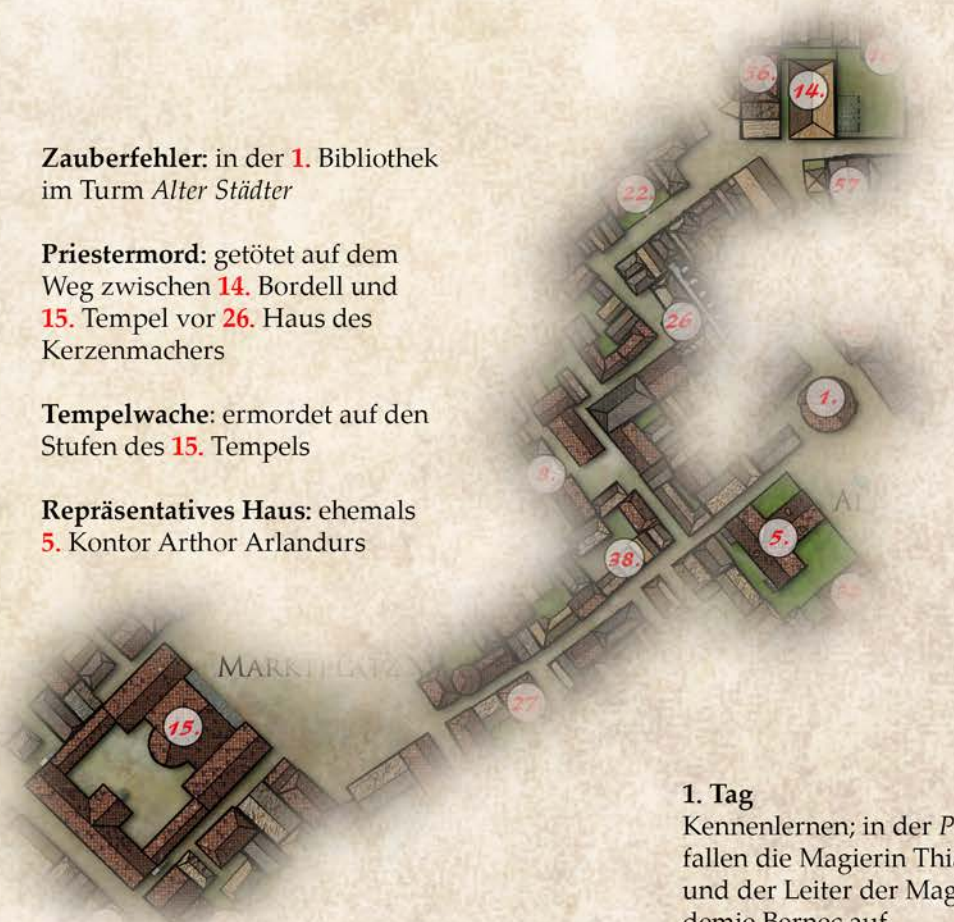 Zauberfehler: in der 1. Bibliothek
im Turm Alter Städter
Priestermord: getötet auf dem
Weg zwischen 14. Bordell und
15. Tempel vor 26. Haus des
Kerzenmachers
Tempelwache: ermordet auf den
Stufen des 15. Tempels
Repräsentatives Haus: ehemals
5. Kontor Arthor Arlandurs
14.
22.
57
26
1.
5.
38.
MARKTPLATZ
27
15.
1. Tag
Kennenlernen; in der
fallen die Magierin
und der Leiter der